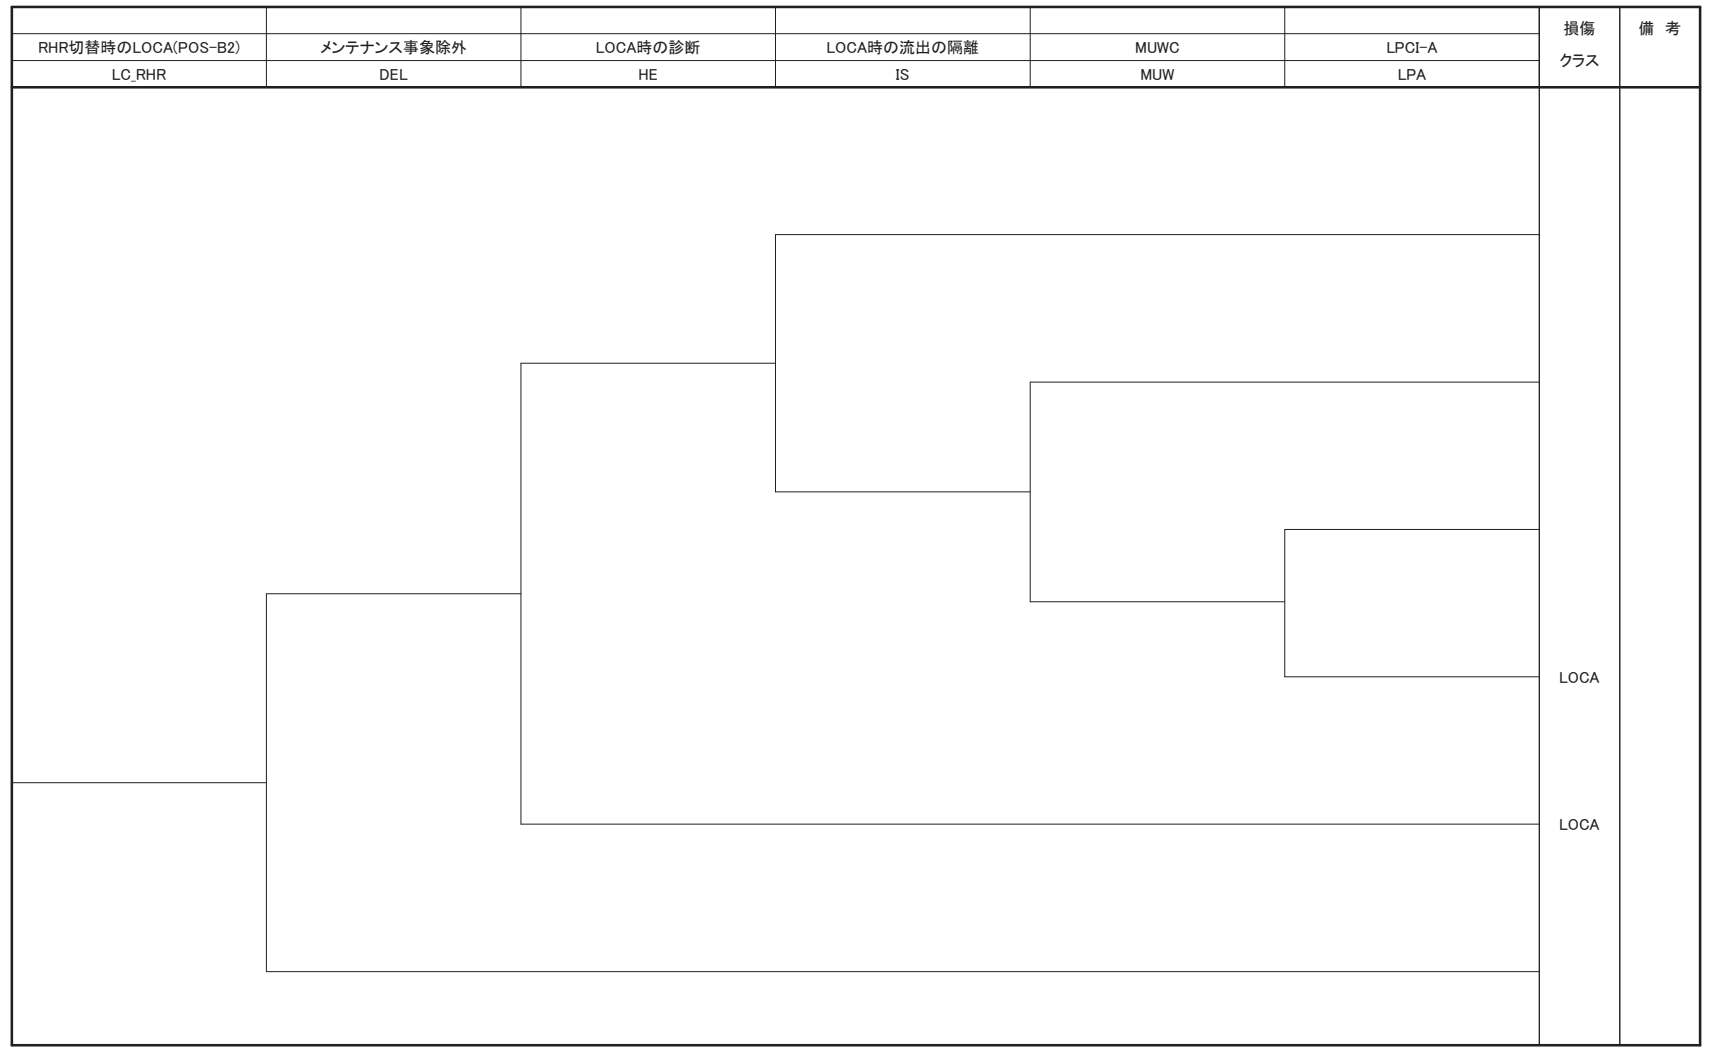 損傷 備 考
RHR切替時のLOCA(POS-B2) メンテナンス事象除外 LOCA時の診断 LOCA時の流出の隔離 MUWC LPCI-A
クラス
LC_RHR DEL HE IS MUW LPA
LOCA
LOCA